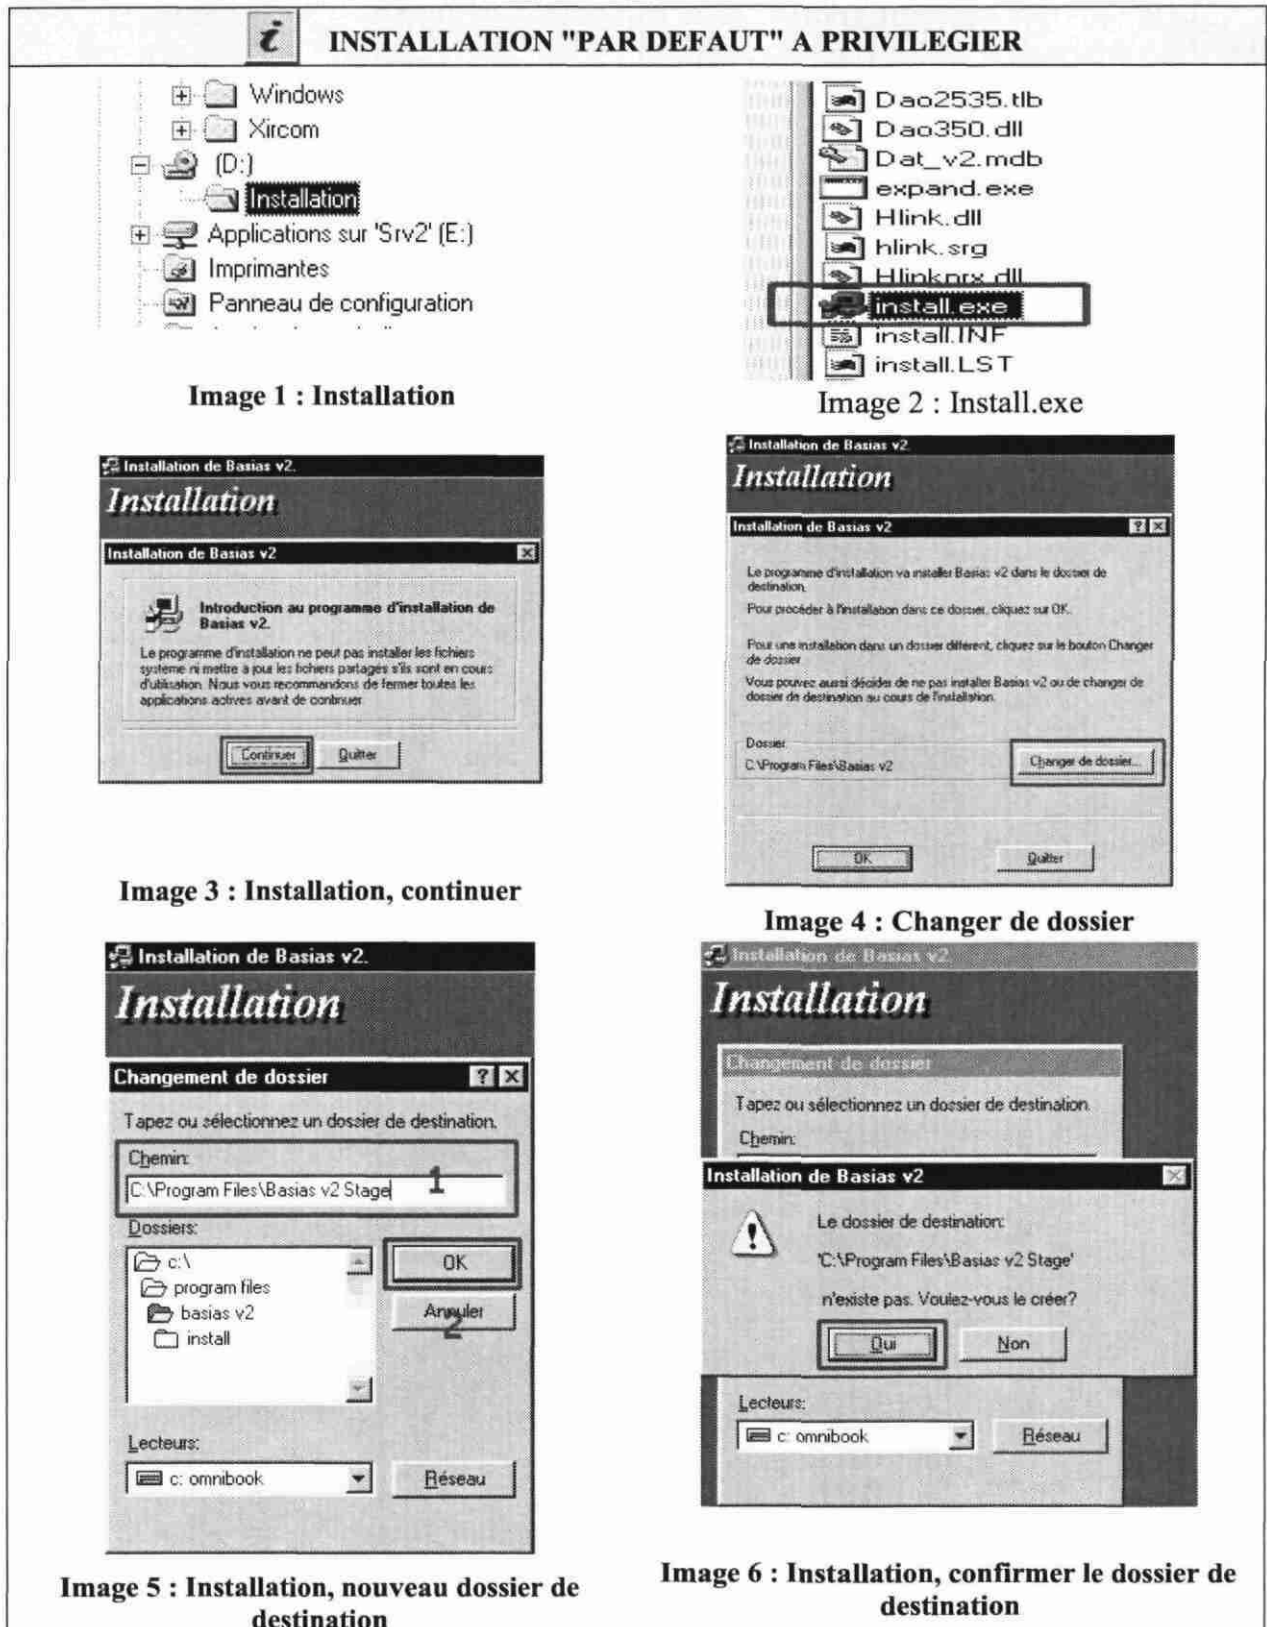 i INSTALLATION "PAR DEFAUT" A PRIVILEGIER
Windows
Xircom
(D:)
Installation
Applications sur 'Srv2' (E:)
Imprimantes
Panneau de configuration
Image 1 : Installation
Dao2535.tlb
Dao350.dll
Dat_v2.mdb
expand.exe
Hlink.dll
hlink.srg
Hlinkprx.dll
install.exe
install.INF
install.LST
Image 2 : Install.exe
Installation de Basias v2.
Installation
Installation de Basias v2
Introduction au programme d'installation de
Basias v2.
Le programme d'installation ne peut pas installer les fichiers
système ni mettre à jour les fichiers partagés s'ils sont en cours
d'utilisation. Nous vous recommandons de fermer toutes les
applications actives avant de continuer.
Continuer Quitter
Image 3 : Installation, continuer
Installation de Basias v2.
Installation
Installation de Basias v2
Le programme d'installation va installer Basias v2 dans le dossier de
destination.
Pour procéder à l'installation dans ce dossier, cliquez sur OK.
Pour une installation dans un dossier différent, cliquez sur le bouton Changer
de dossier
Vous pouvez aussi décider de ne pas installer Basias v2 ou de changer de
dossier de destination au cours de l'installation.
Dossier
C:\Program Files\Basias v2
Changer de dossier...
OK Quitter
Image 4 : Changer de dossier
Installation de Basias v2.
Installation
Changement de dossier
Tapez ou sélectionnez un dossier de destination.
Chemin:
C:\Program Files\Basias v2 Stage
1
Dossiers:
c:\
program files
basias v2
install
OK
Annuler
2
Lecteurs:
c: omnibook
Réseau
Image 5 : Installation, nouveau dossier de
destination
Installation de Basias v2
Installation
Changement de dossier
Tapez ou sélectionnez un dossier de destination.
Chemin:
Installation de Basias v2
Le dossier de destination:
'C:\Program Files\Basias v2 Stage'
n'existe pas. Voulez-vous le créer?
Oui Non
Lecteurs:
c: omnibook
Réseau
Image 6 : Installation, confirmer le dossier de
destination